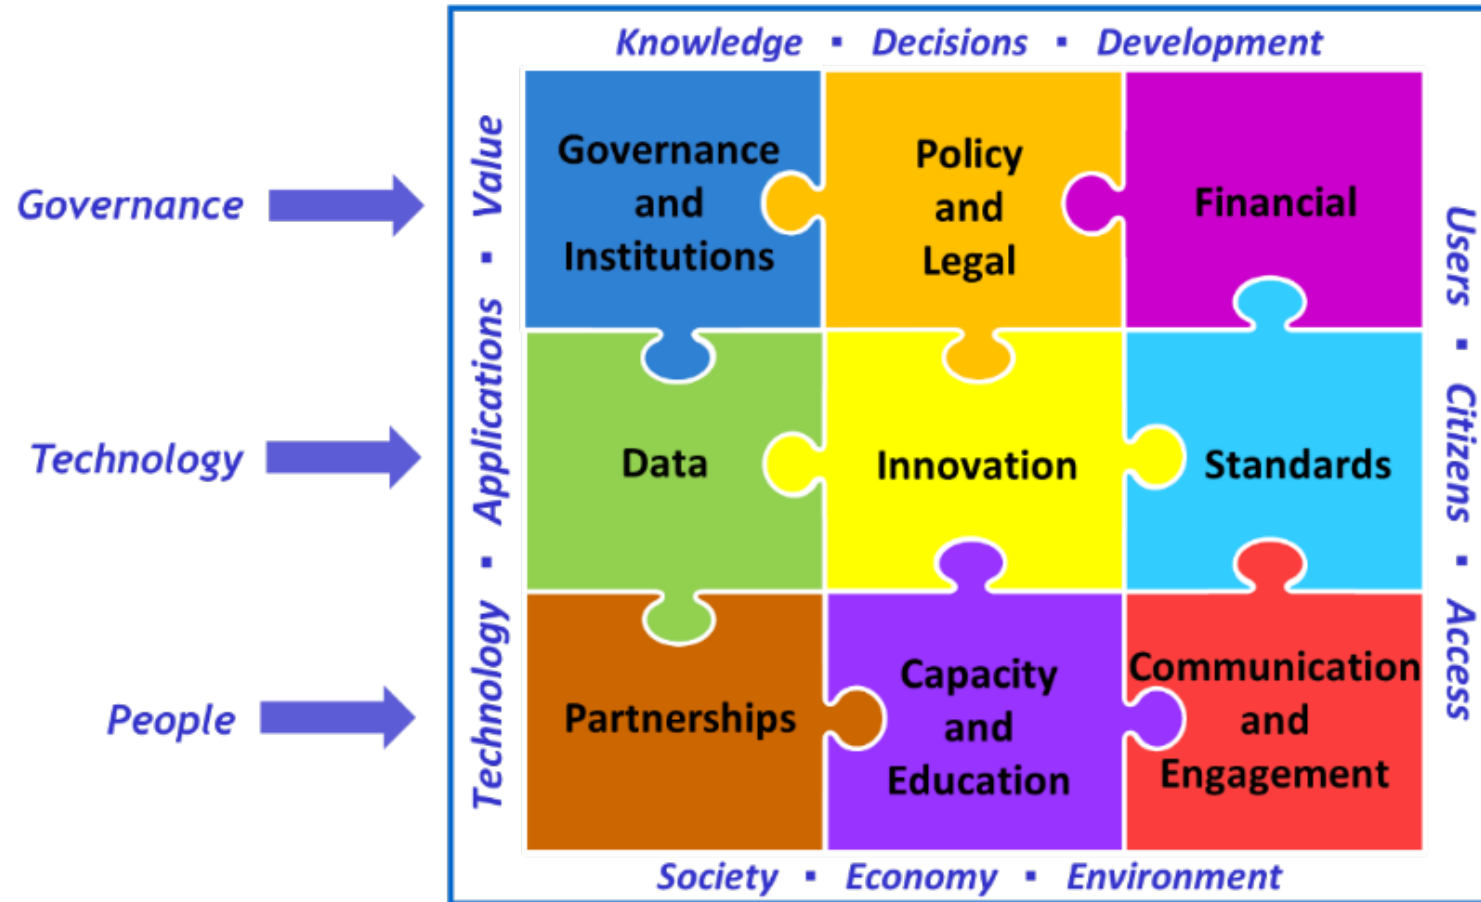 Knowledge ▪ Decisions ▪ Development
Governance
Technology
People
Technology ▪ Applications ▪ Value
Governance
and
Institutions
Policy
and
Legal
Financial
Data
Innovation
Standards
Partnerships
Capacity
and
Education
Communication
and
Engagement
Users ▪ Citizens ▪ Access
Society ▪ Economy ▪ Environment